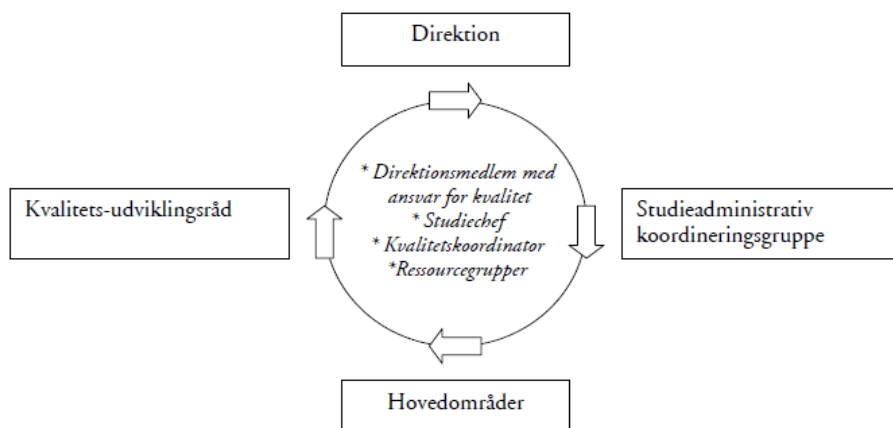 Direktion
* Direktionsmedlem med
ansvar for kvalitet
* Studiechef
* Kvalitetskoordinator
*Ressourcegrupper
Kvalitets-udviklingsråd
Studieadministrativ
koordineringsgruppe
Hovedområder